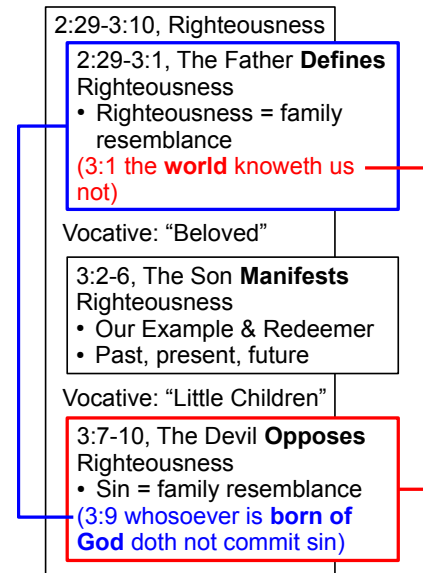 2:29-3:10, Righteousness
2:29-3:1, The Father Defines
Righteousness
• Righteousness = family
resemblance
(3:1 the world knoweth us
not)
Vocative: “Beloved”
3:2-6, The Son Manifests
Righteousness
• Our Example & Redeemer
• Past, present, future
Vocative: “Little Children”
3:7-10, The Devil Opposes
Righteousness
• Sin = family resemblance
(3:9 whosoever is born of
God doth not commit sin)